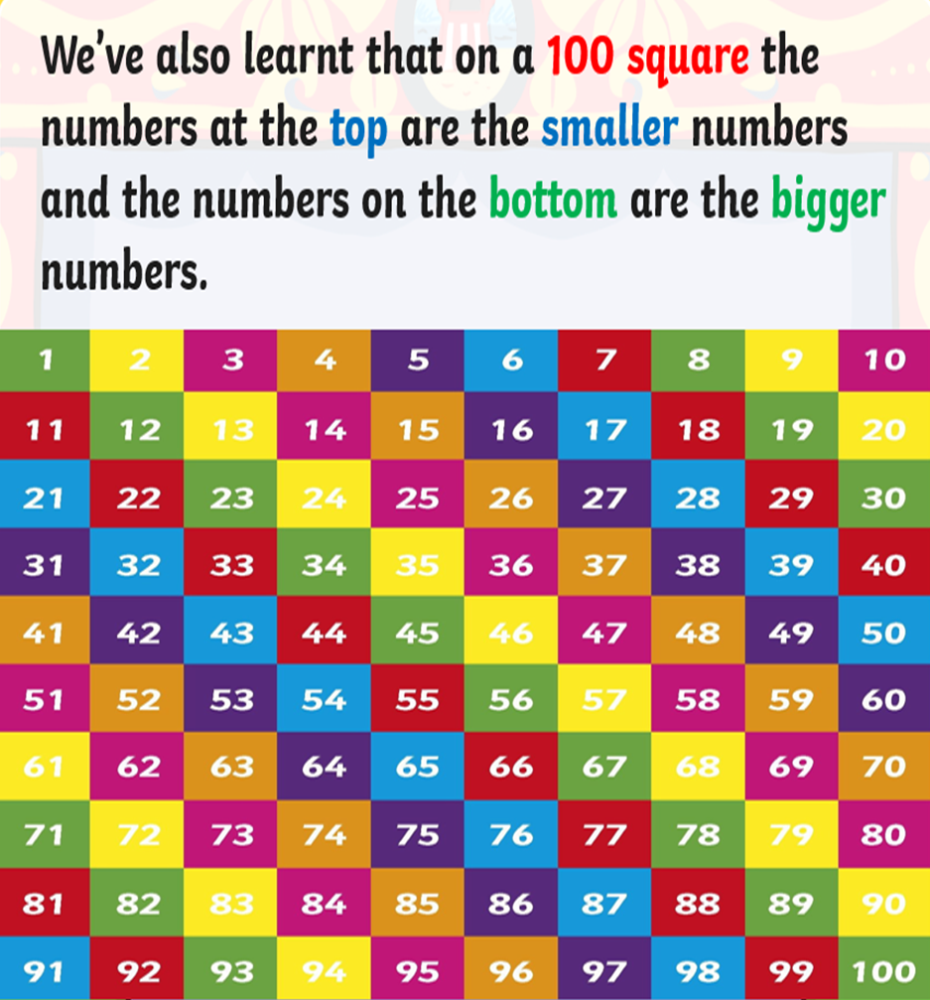 We've also learnt that on a 100 square the
numbers at the top are the smaller numbers
and the numbers on the bottom are the bigger
numbers.
1 2 3 4 5 6 7 8 9 10
11 12 13 14 15 16 17 18 19 20
21 22 23 24 25 26 27 28 29 30
31 32 33 34 35 36 37 38 39 40
41 42 43 44 45 46 47 48 49 50
51 52 53 54 55 56 57 58 59 60
61 62 63 64 65 66 67 68 69 70
71 72 73 74 75 76 77 78 79 80
81 82 83 84 85 86 87 88 89 90
91 92 93 94 95 96 97 98 99 100